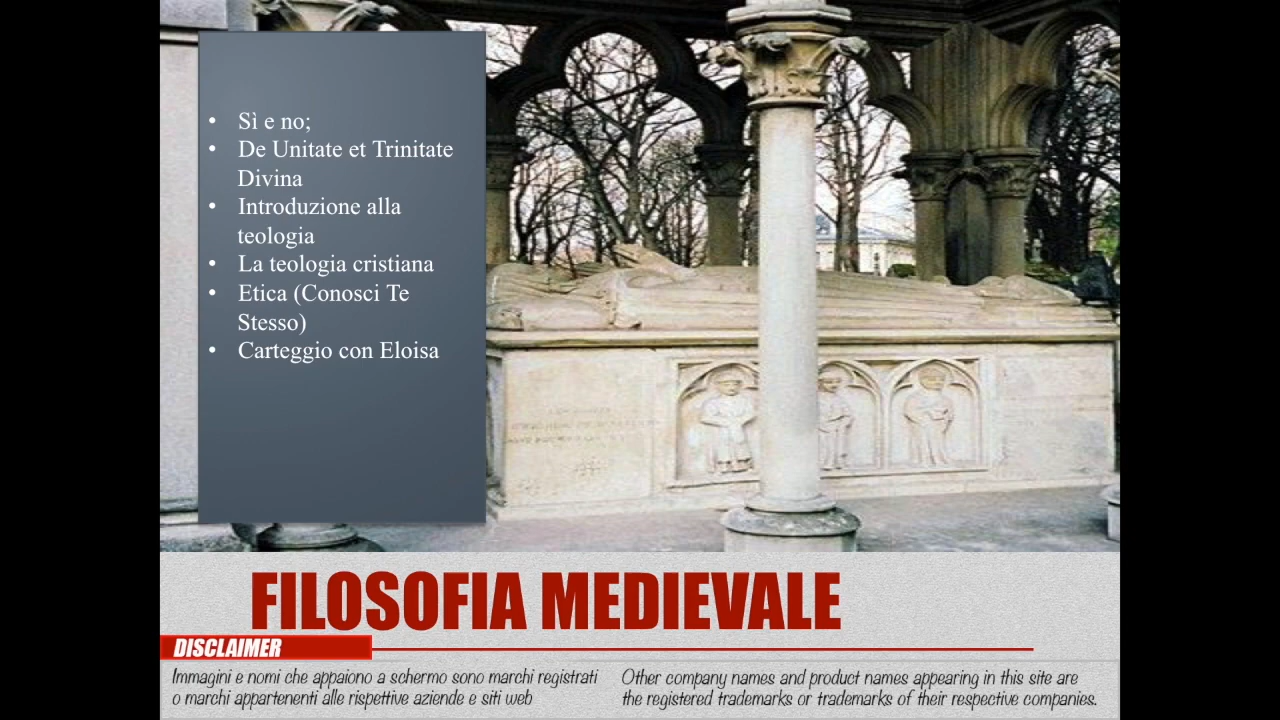 • Sì e no;
• De Unitate et Trinitate
Divina
• Introduzione alla
teologia
• La teologia cristiana
• Etica (Conosci Te
Stesso)
• Carteggio con Eloisa
FILOSOFIA MEDIEVALE
DISCLAIMER
Immagini e nomi che appaiono a schermo sono marchi registrati
o marchi appartenenti alle rispettive aziende e siti web
Other company names and product names appearing in this site are
the registered trademarks or trademarks of their respective companies.